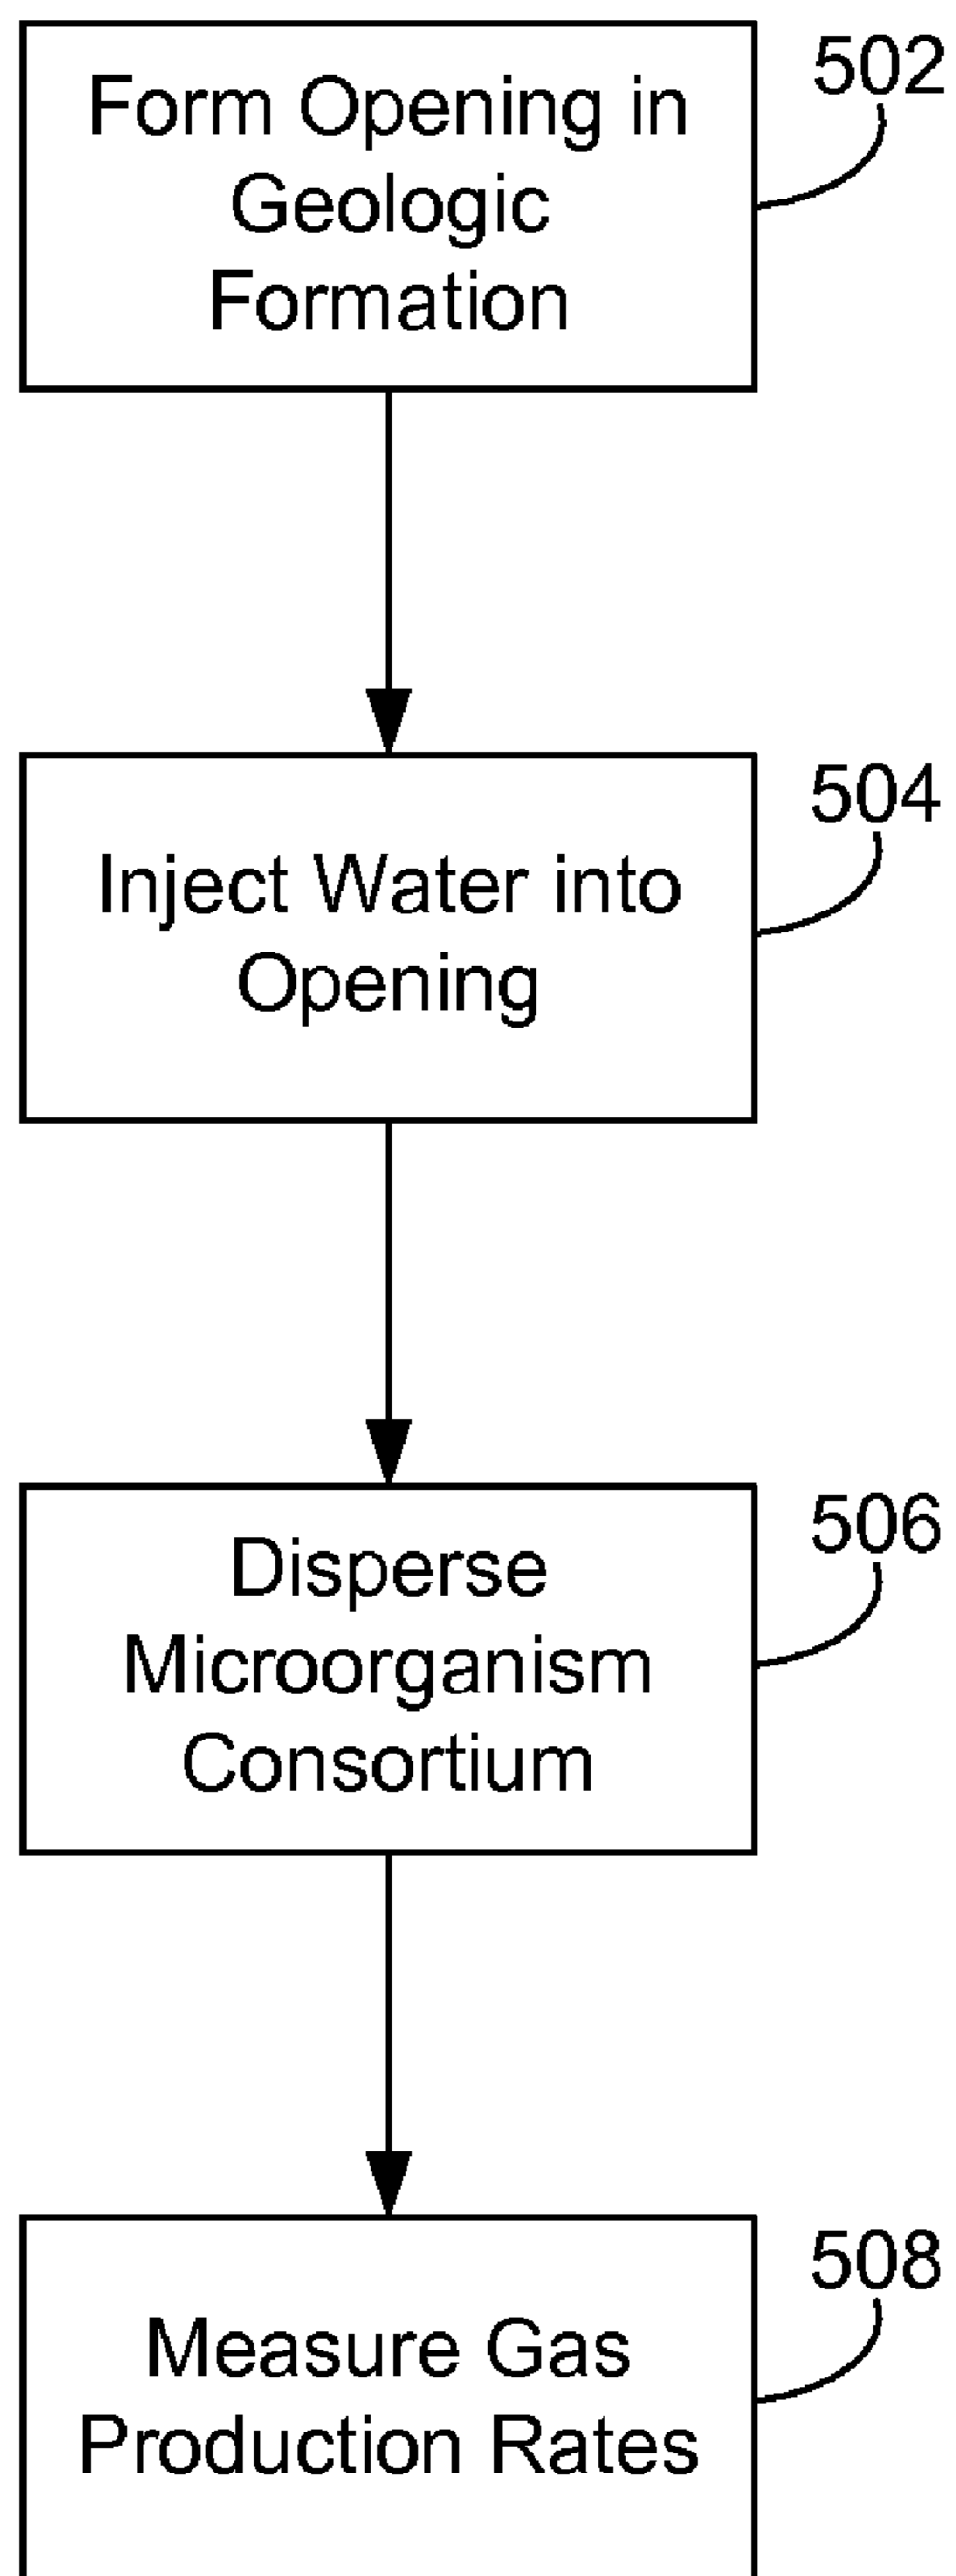 Form Opening in
Geologic
Formation
502
Inject Water into
Opening
504
Disperse
Microorganism
Consortium
506
Measure Gas
Production Rates
508